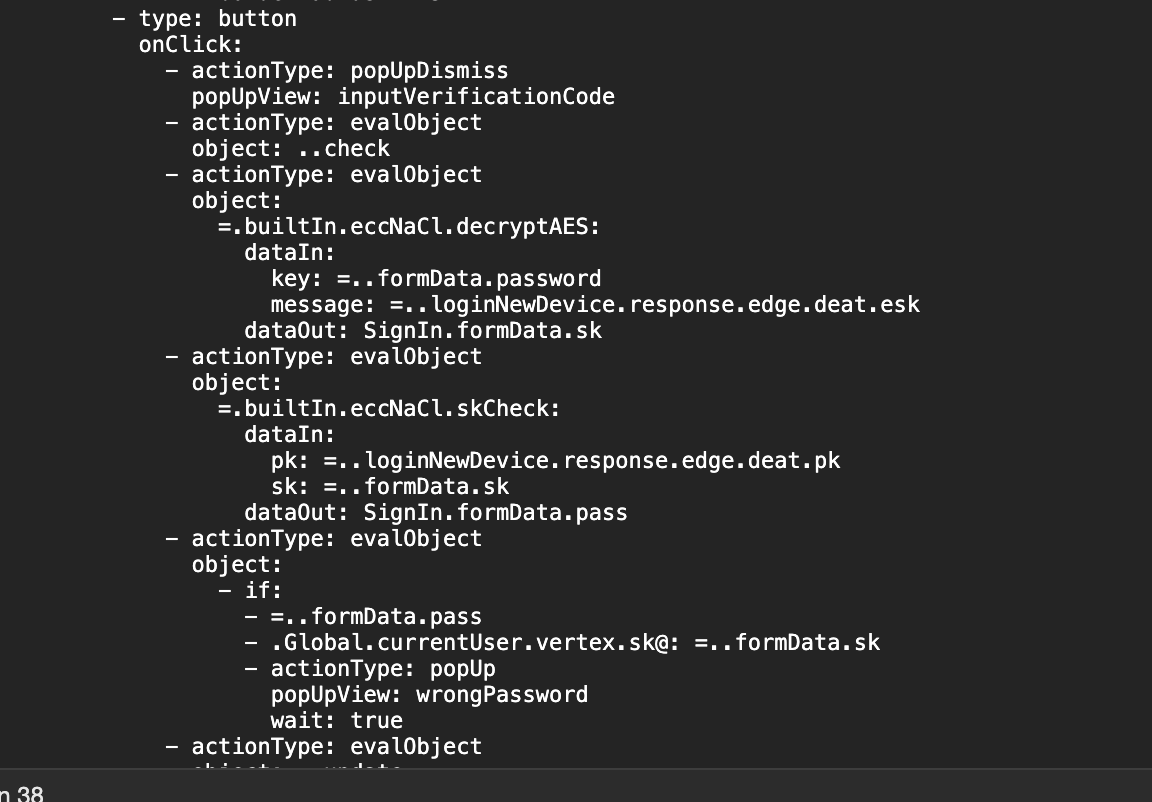 - type: button
onClick:
- actionType: popUpDismiss
popUpView: inputVerificationCode
- actionType: evalObject
object: ..check
- actionType: evalObject
object:
=.builtIn.eccNaCl.decryptAES:
dataIn:
key: =..formData.password
message: =..loginNewDevice.response.edge.deat.esk
dataOut: SignIn.formData.sk
- actionType: evalObject
object:
=.builtIn.eccNaCl.skCheck:
dataIn:
pk: =..loginNewDevice.response.edge.deat.pk
sk: =..formData.sk
dataOut: SignIn.formData.pass
- actionType: evalObject
object:
- if:
- =..formData.pass
- .Global.currentUser.vertex.sk@: =..formData.sk
- actionType: popUp
popUpView: wrongPassword
wait: true
- actionType: evalObject
n 38